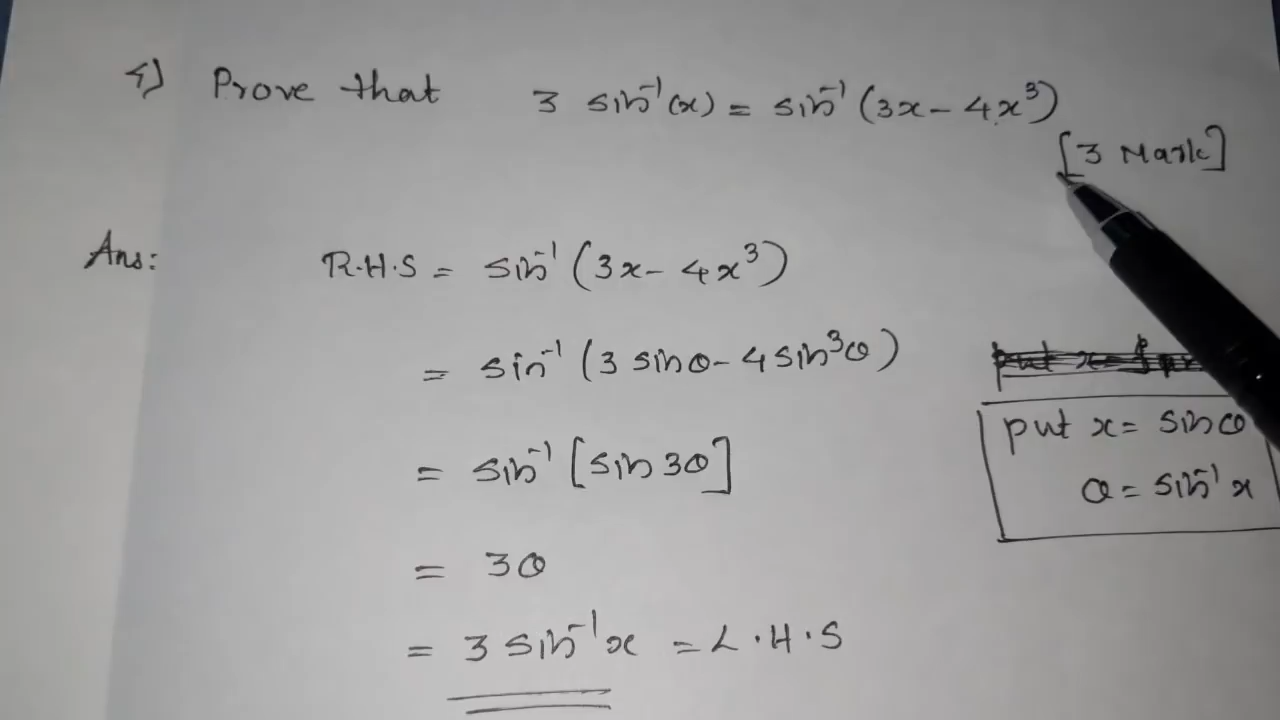 5) Prove that 3 sin⁻¹(x) = sin⁻¹(3x - 4x³)
[3 Mark]
Ans: R.H.S = sin⁻¹(3x - 4x³)
= sin⁻¹(3 sinθ - 4 sin³θ)
put x = sinθ
θ = sin⁻¹x
= sin⁻¹[sin 3θ]
= 3θ
= 3 sin⁻¹x = L.H.S